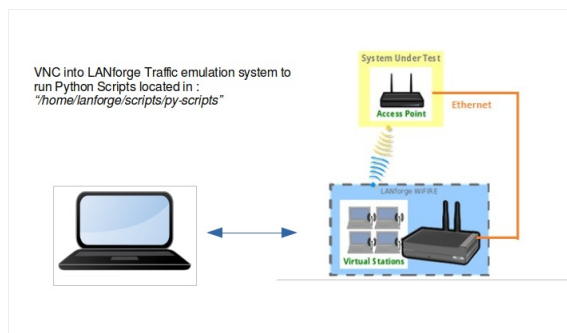 VNC into LANforge Traffic emulation system to
run Python Scripts located in :
“/home/lanforge/scripts/py-scripts”
System Under Test
Access Point
Ethernet
LANforge WiFIRE
Virtual Stations